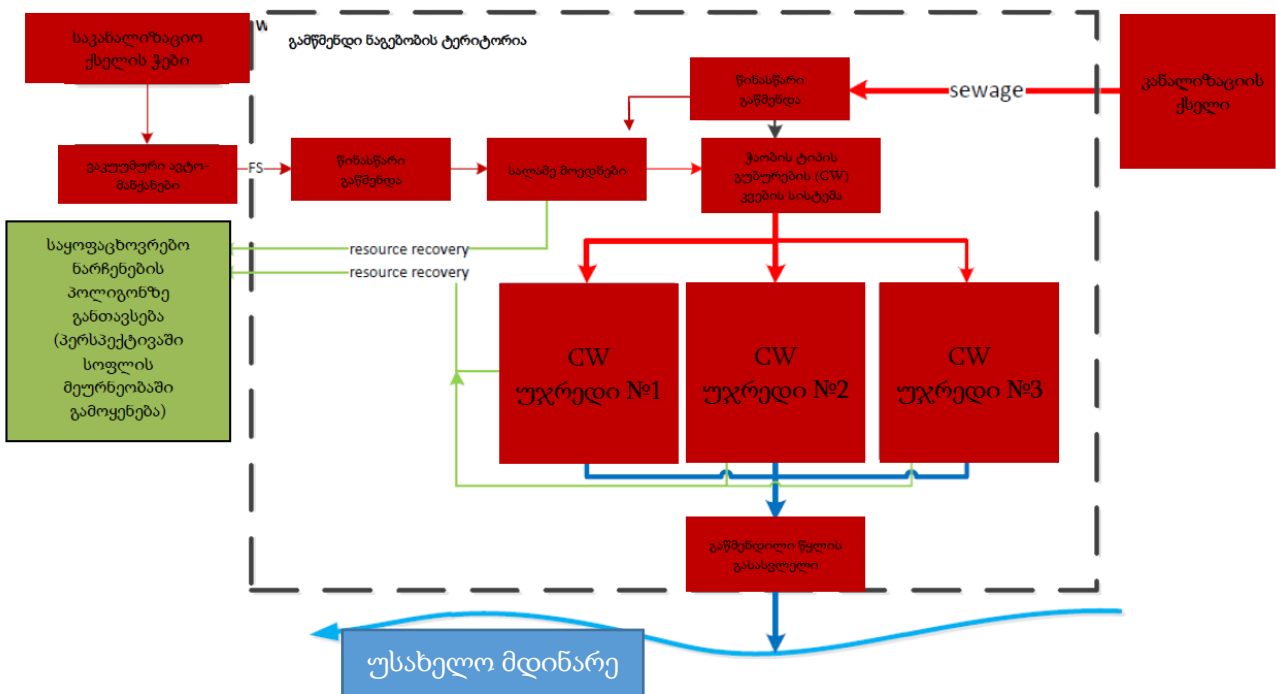 საკანალიზაციო
ქსელის ჭები
W
გამწმენდი ნაგებობის ტერიტორია
წინასწარი
გაწმენდა
sewage
კანალიზაციის
ქსელი
ვაკუუმური ავტო-
მანქანები
FS
წინასწარი
გაწმენდა
სალამე მოედნები
ჭაობის ტიპის
გუბურების (CW)
კვების სისტემა
საყოფაცხოვრებო
ნარჩენების
პოლიგონზე
განთავსება
(პერსპექტივაში
სოფლის
მეურნეობაში
გამოყენება)
resource recovery
resource recovery
CW
უჯრედი №1
CW
უჯრედი №2
CW
უჯრედი №3
გაწმენდილი წყლის
გასასვლელი
უსახელო მდინარე